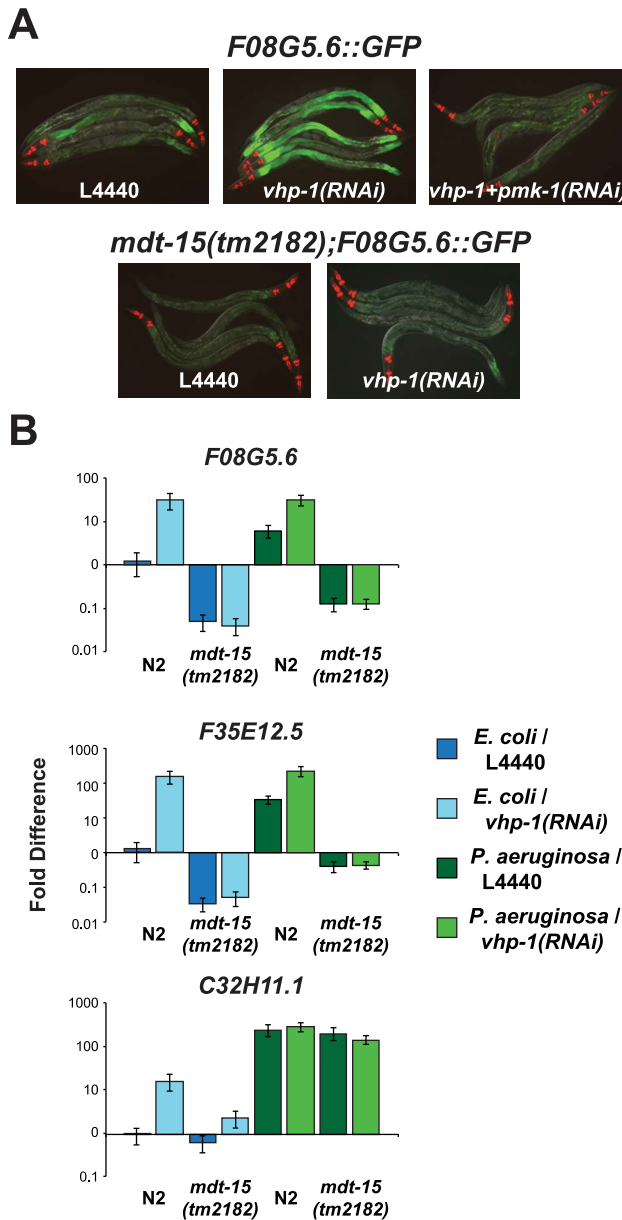 A
F08G5.6::GFP
L4440
vhp-1(RNAi)
vhp-1+pmk-1(RNAi)
mdt-15(tm2182);F08G5.6::GFP
L4440
vhp-1(RNAi)
B
F08G5.6
100
10
0
0.1
0.01
N2
mdt-15
(tm2182)
N2
mdt-15
(tm2182)
Fold Difference
F35E12.5
1000
100
10
0
0.1
0.01
N2
mdt-15
(tm2182)
N2
mdt-15
(tm2182)
E. coli /
L4440
E. coli /
vhp-1(RNAi)
P. aeruginosa /
L4440
P. aeruginosa /
vhp-1(RNAi)
C32H11.1
1000
100
10
0
0.1
N2
mdt-15
(tm2182)
N2
mdt-15
(tm2182)